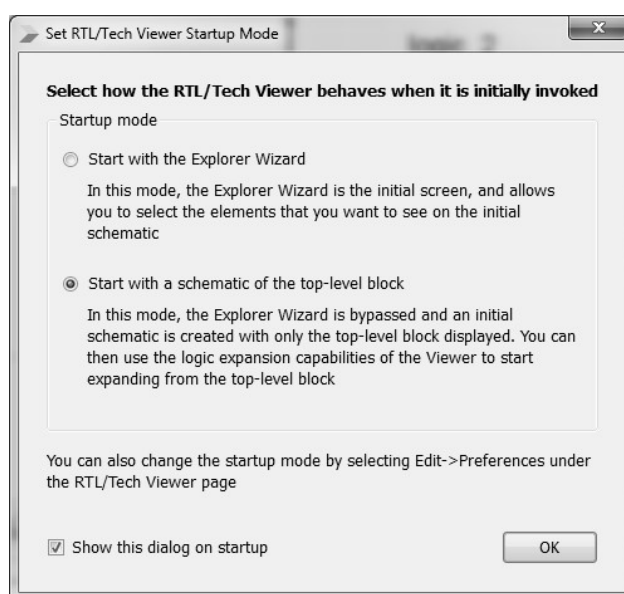 Set RTL/Tech Viewer Startup Mode
Select how the RTL/Tech Viewer behaves when it is initially invoked
Startup mode
Start with the Explorer Wizard
In this mode, the Explorer Wizard is the initial screen, and allows
you to select the elements that you want to see on the initial
schematic
Start with a schematic of the top-level block
In this mode, the Explorer Wizard is bypassed and an initial
schematic is created with only the top-level block displayed. You can
then use the logic expansion capabilities of the Viewer to start
expanding from the top-level block
You can also change the startup mode by selecting Edit->Preferences under
the RTL/Tech Viewer page
Show this dialog on startup
OK